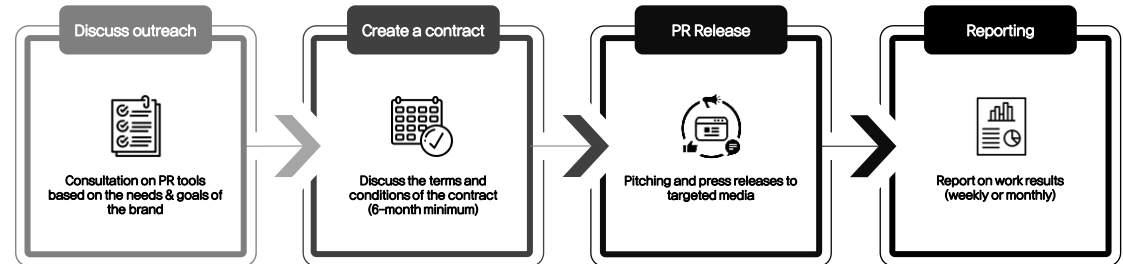 Discuss outreach
Consultation on PR tools
based on the needs & goals of
the brand
Create a contract
Discuss the terms and
conditions of the contract
(6-month minimum)
PR Release
Pitching and press releases to
targeted media
Reporting
Report on work results
(weekly or monthly)